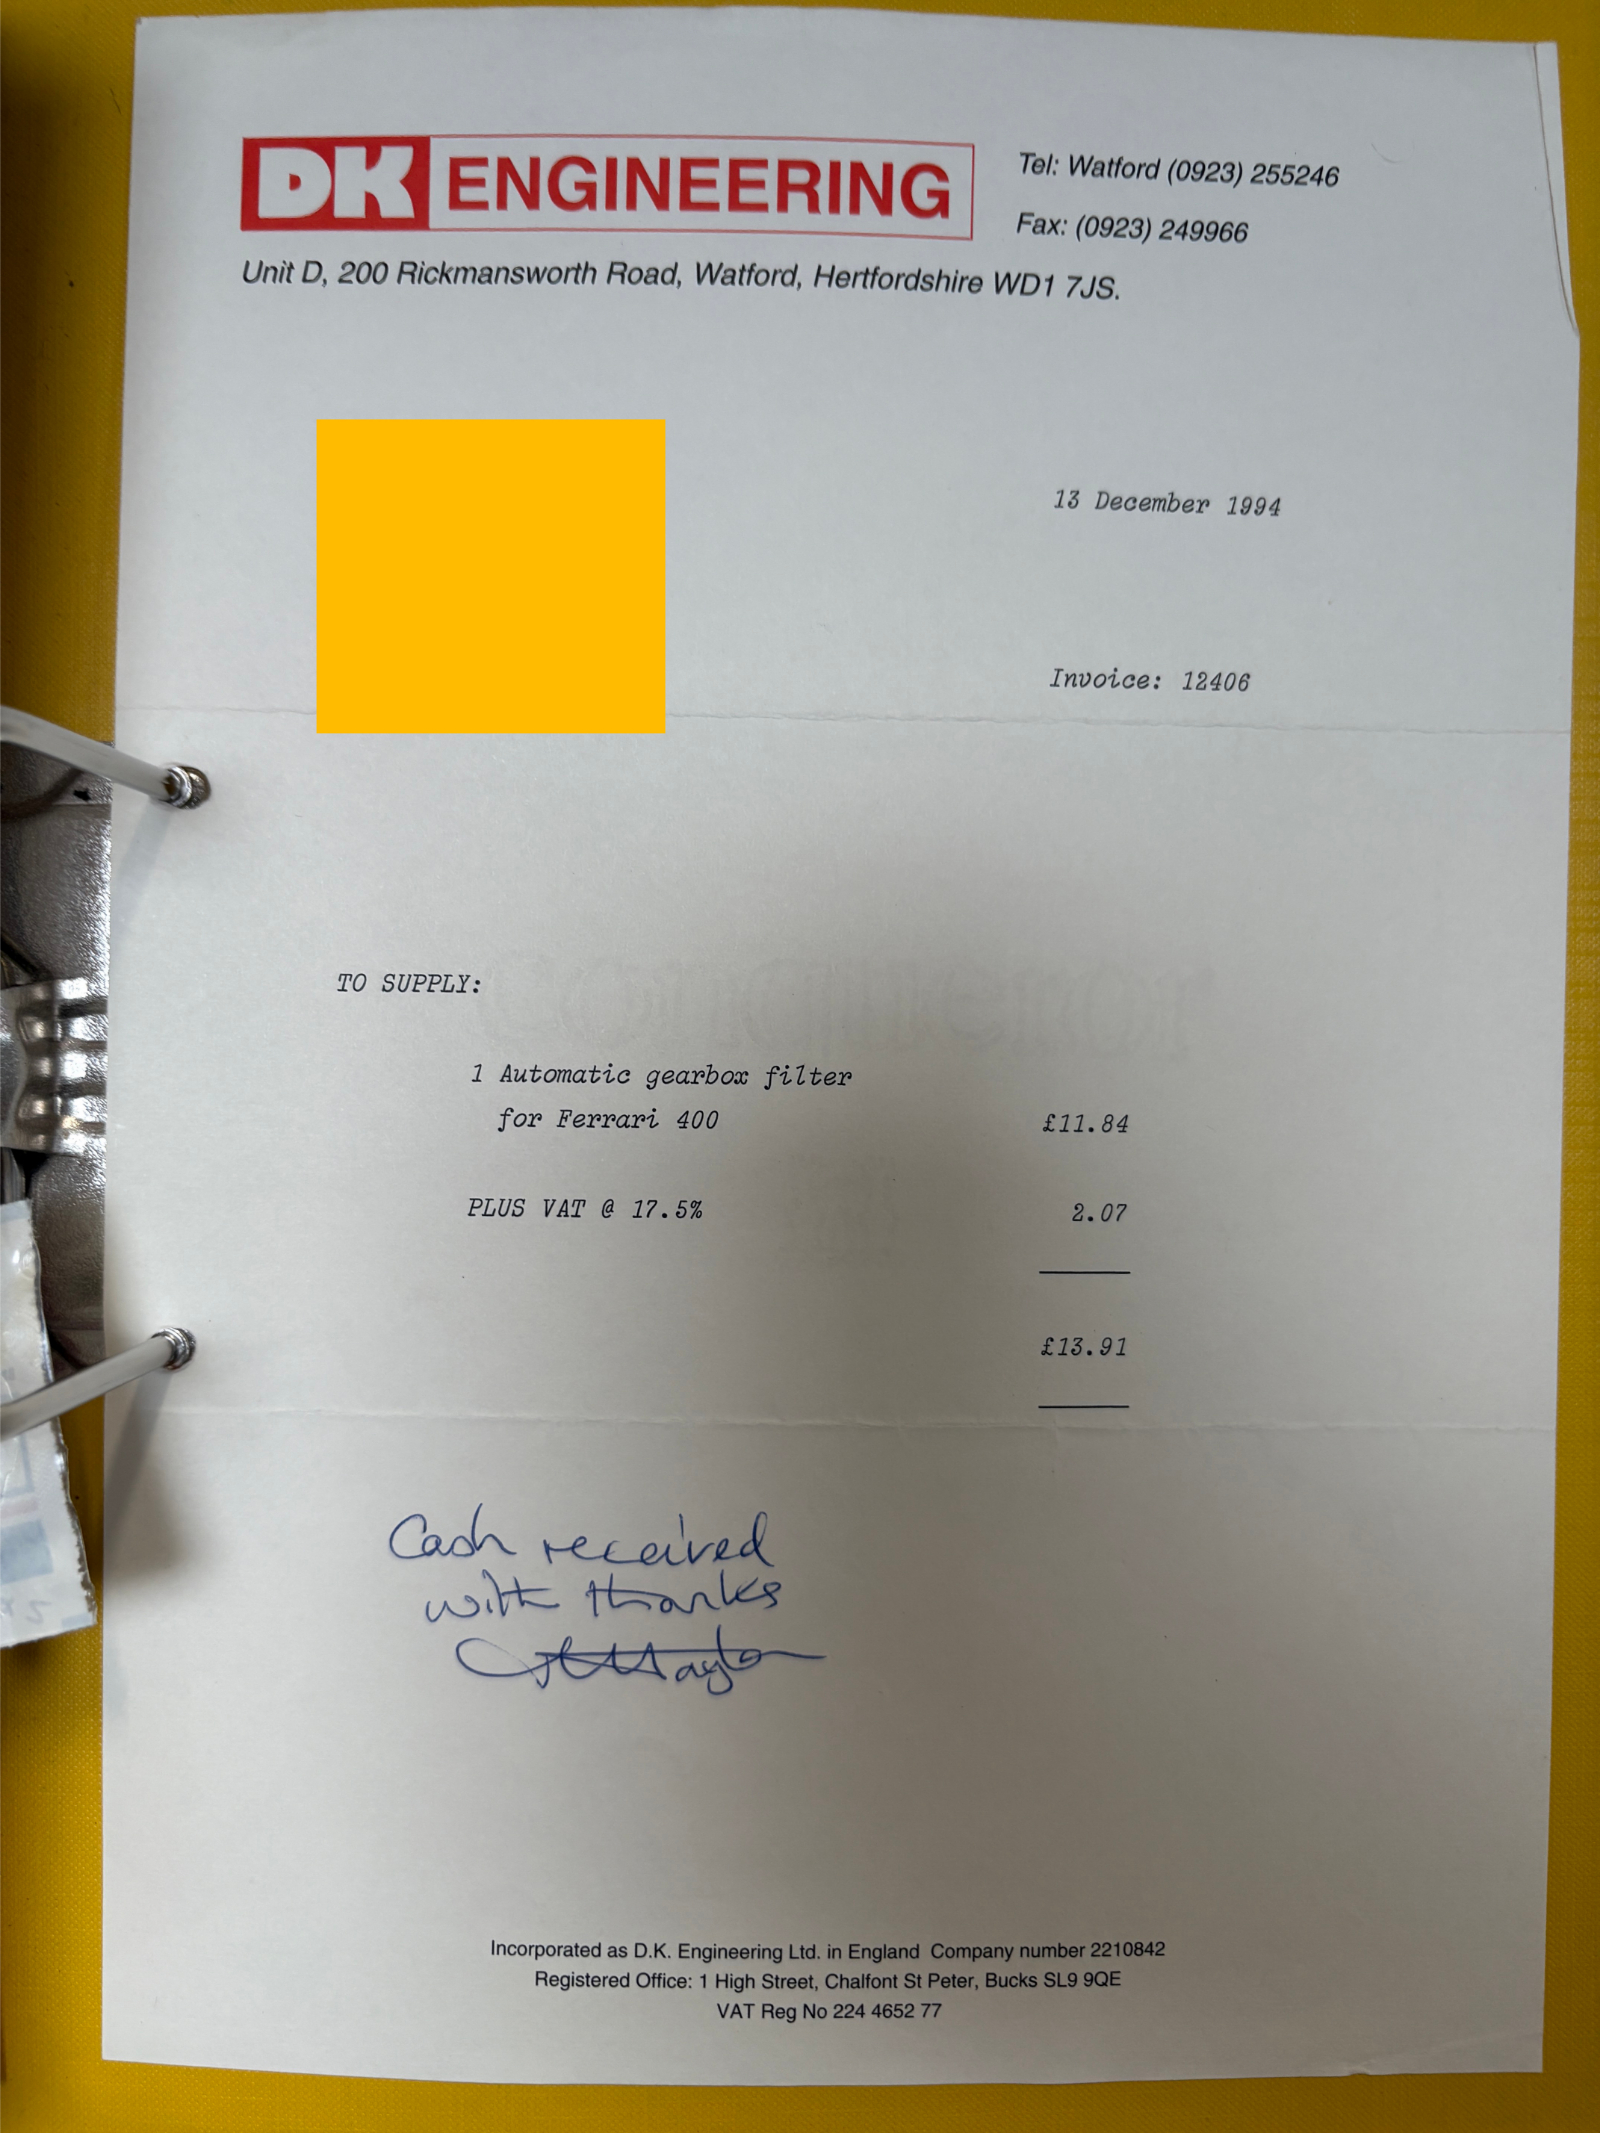 DK ENGINEERING
Tel: Watford (0923) 255246
Fax: (0923) 249966
Unit D, 200 Rickmansworth Road, Watford, Hertfordshire WD1 7JS.
13 December 1994
Invoice: 12406
TO SUPPLY:
1 Automatic gearbox filter
for Ferrari 400 £11.84
PLUS VAT @ 17.5% 2.07
£13.91
Cash received
with thanks
Incorporated as D.K. Engineering Ltd. in England Company number 2210842
Registered Office: 1 High Street, Chalfont St Peter, Bucks SL9 9QE
VAT Reg No 224 4652 77